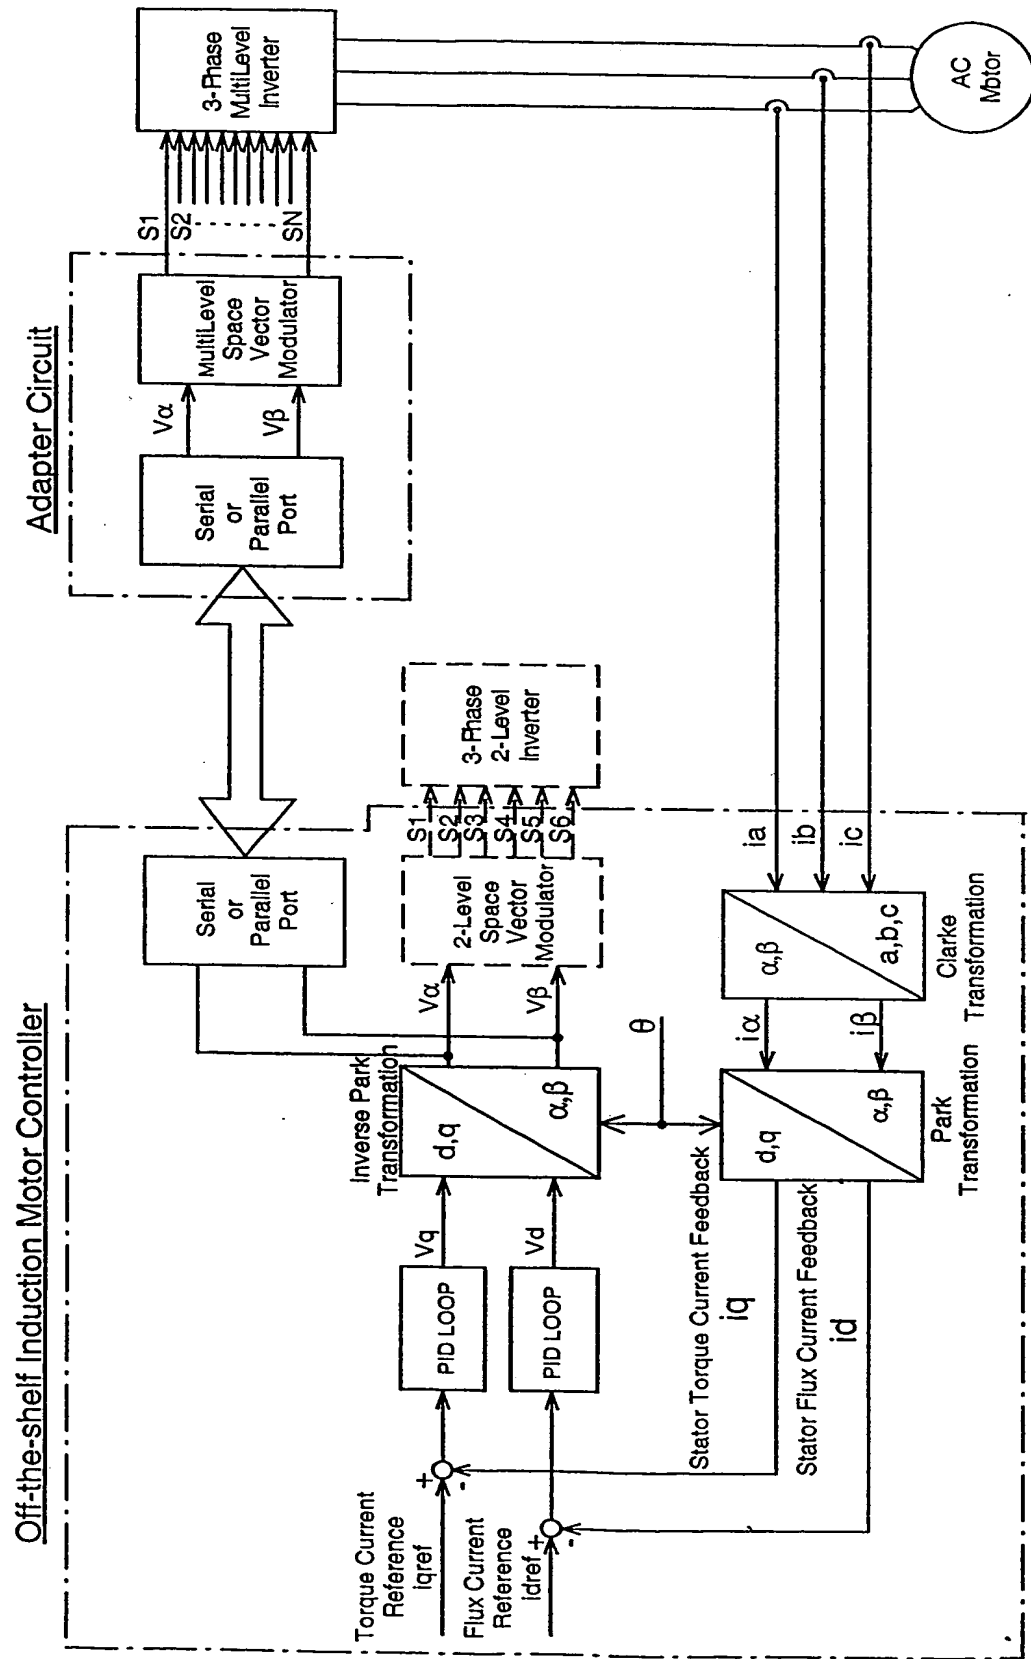 Off-the-shelf Induction Motor Controller
Adapter Circuit
Serial
or
Parallel
Port
Serial
or
Parallel
Port
Vα
Vβ
MultiLevel
Space
Vector
Modulator
S1
S2
SN
3-Phase
MultiLevel
Inverter
Torque Current
Reference
iqref
+
-
PID LOOP
Vq
Flux Current
Reference
idref
+
-
PID LOOP
Vd
Inverse Park
Transformation
d,q
α,β
Vα
Vβ
2-Level
Space
Vector
Modulator
S1
S2
S3
S4
S5
S6
3-Phase
2-Level
Inverter
θ
Stator Torque Current Feedback
iq
Stator Flux Current Feedback
id
d,q
α,β
Park
Transformation
iα
iβ
α,β
a,b,c
Clarke
Transformation
ia
ib
ic
AC
Motor